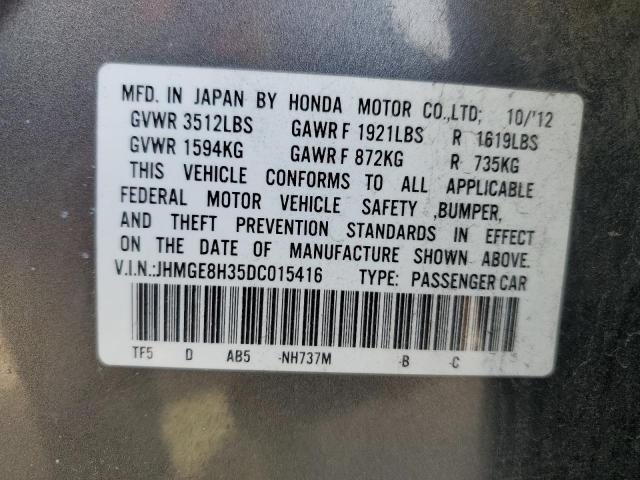 MFD. IN JAPAN BY HONDA MOTOR CO.,LTD; 10/'12
GVWR 3512LBS GAWR F 1921LBS R 1619LBS
GVWR 1594KG GAWR F 872KG R 735KG
THIS VEHICLE CONFORMS TO ALL APPLICABLE
FEDERAL MOTOR VEHICLE SAFETY ,BUMPER,
AND THEFT PREVENTION STANDARDS IN EFFECT
ON THE DATE OF MANUFACTURE SHOWN ABOVE.
V.I.N.:JHMGE8H35DC015416 TYPE: PASSENGER CAR
TF5 D AB5 -NH737M -B -C